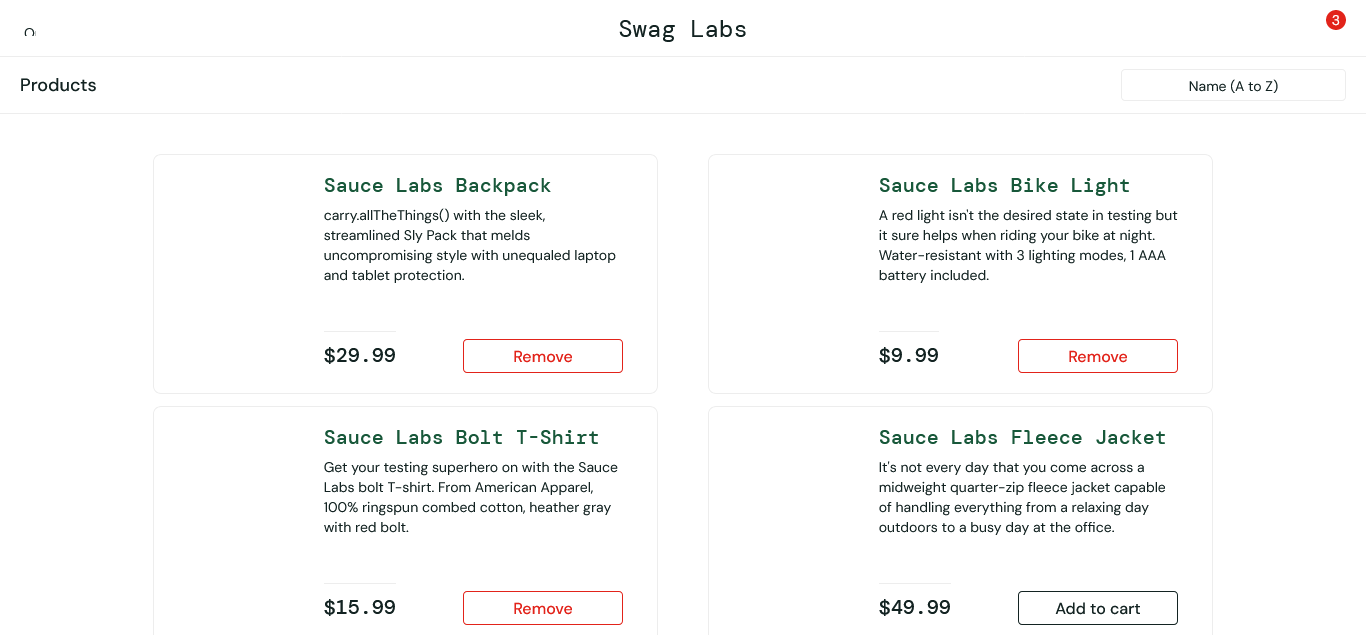 Swag Labs
3
Products
Name (A to Z)
Sauce Labs Backpack
carry.allTheThings() with the sleek,
streamlined Sly Pack that melds
uncompromising style with unequaled laptop
and tablet protection.
$29.99
Remove
Sauce Labs Bike Light
A red light isn't the desired state in testing but
it sure helps when riding your bike at night.
Water-resistant with 3 lighting modes, 1 AAA
battery included.
$9.99
Remove
Sauce Labs Bolt T-Shirt
Get your testing superhero on with the Sauce
Labs bolt T-shirt. From American Apparel,
100% ringspun combed cotton, heather gray
with red bolt.
$15.99
Remove
Sauce Labs Fleece Jacket
It's not every day that you come across a
midweight quarter-zip fleece jacket capable
of handling everything from a relaxing day
outdoors to a busy day at the office.
$49.99
Add to cart